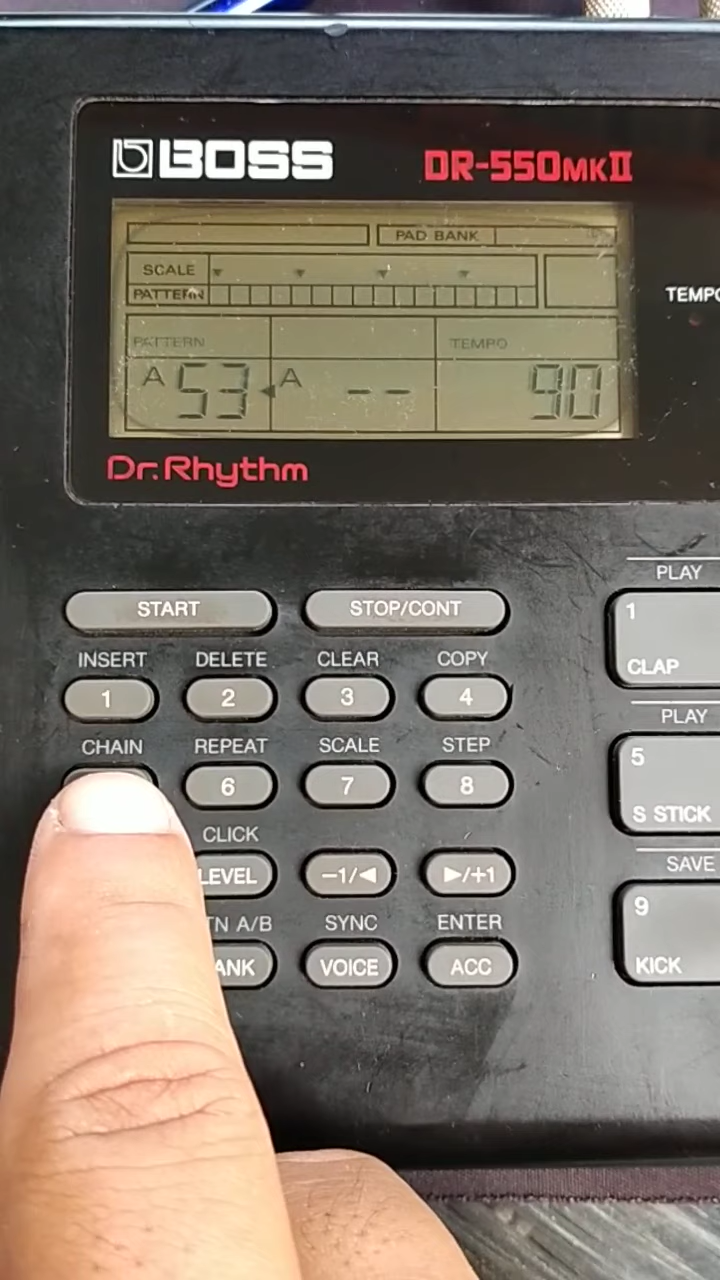 BOSS DR-550MKII
PAD BANK
SCALE
PATTERN
TEMPO
PATTERN TEMPO
A 53 A -- 90
Dr.Rhythm
PLAY
START STOP/CONT
1
INSERT DELETE CLEAR COPY
CLAP
1 2 3 4
PLAY
CHAIN REPEAT SCALE STEP
5
6 7 8
S STICK
CLICK
SAVE
LEVEL -1/◀ ▶/+1
9
TN A/B SYNC ENTER
ANK VOICE ACC
KICK